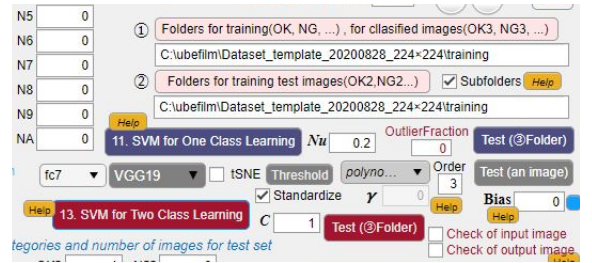 N5 0
① Folders for training(OK, NG, ...) , for cllasified images(OK3, NG3, ...)
N6 0
C:\ubefilm\Dataset_template_20200828_224×224\training
N7 0
② Folders for training test images(OK2,NG2...) Subfolders Help
N8 0
C:\ubefilm\Dataset_template_20200828_224×224\training
N9 0
Help
NA 0
11. SVM for One Class Learning Nu 0.2 OutlierFraction 0 Test (③Folder)
fc7 VGG19 tSNE Threshold polyno... Order 3 Test (an image)
Standardize γ 0 Help Bias 0
Help 13. SVM for Two Class Learning C 1 Test (③Folder) Help
Check of input image
tegories and number of images for test set
Check of output image
Help